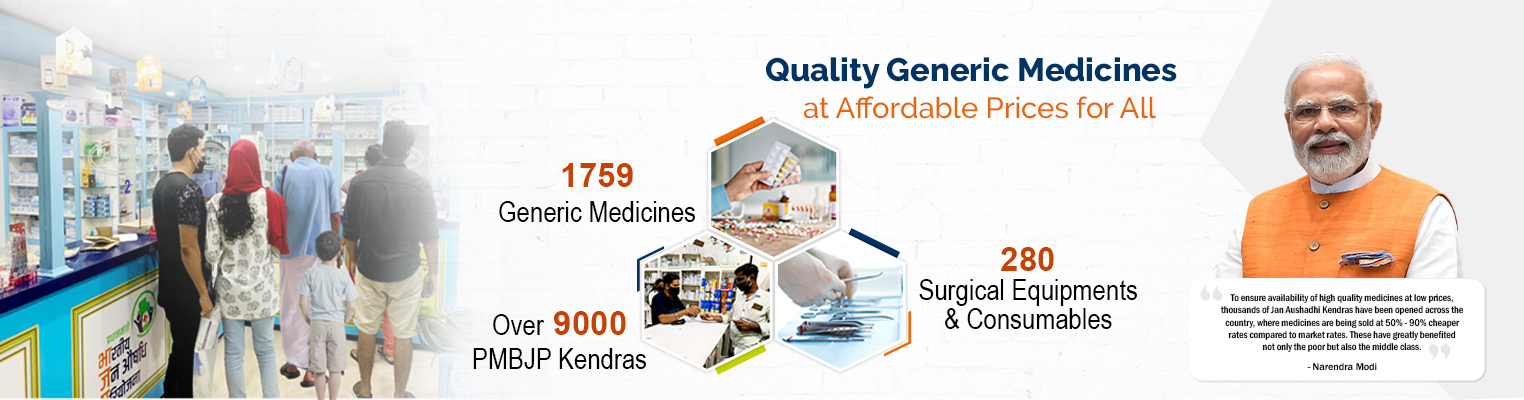 Quality Generic Medicines
at Affordable Prices for All
1759
Generic Medicines
280
Surgical Equipments
& Consumables
Over 9000
PMBJP Kendras
To ensure availability of high quality medicines at low prices,
thousands of Jan Aushadhi Kendras have been opened across the
country, where medicines are being sold at 50% - 90% cheaper
rates compared to market rates. These have greatly benefited
not only the poor but also the middle class.
- Narendra Modi
भारतीय
जन औषधि